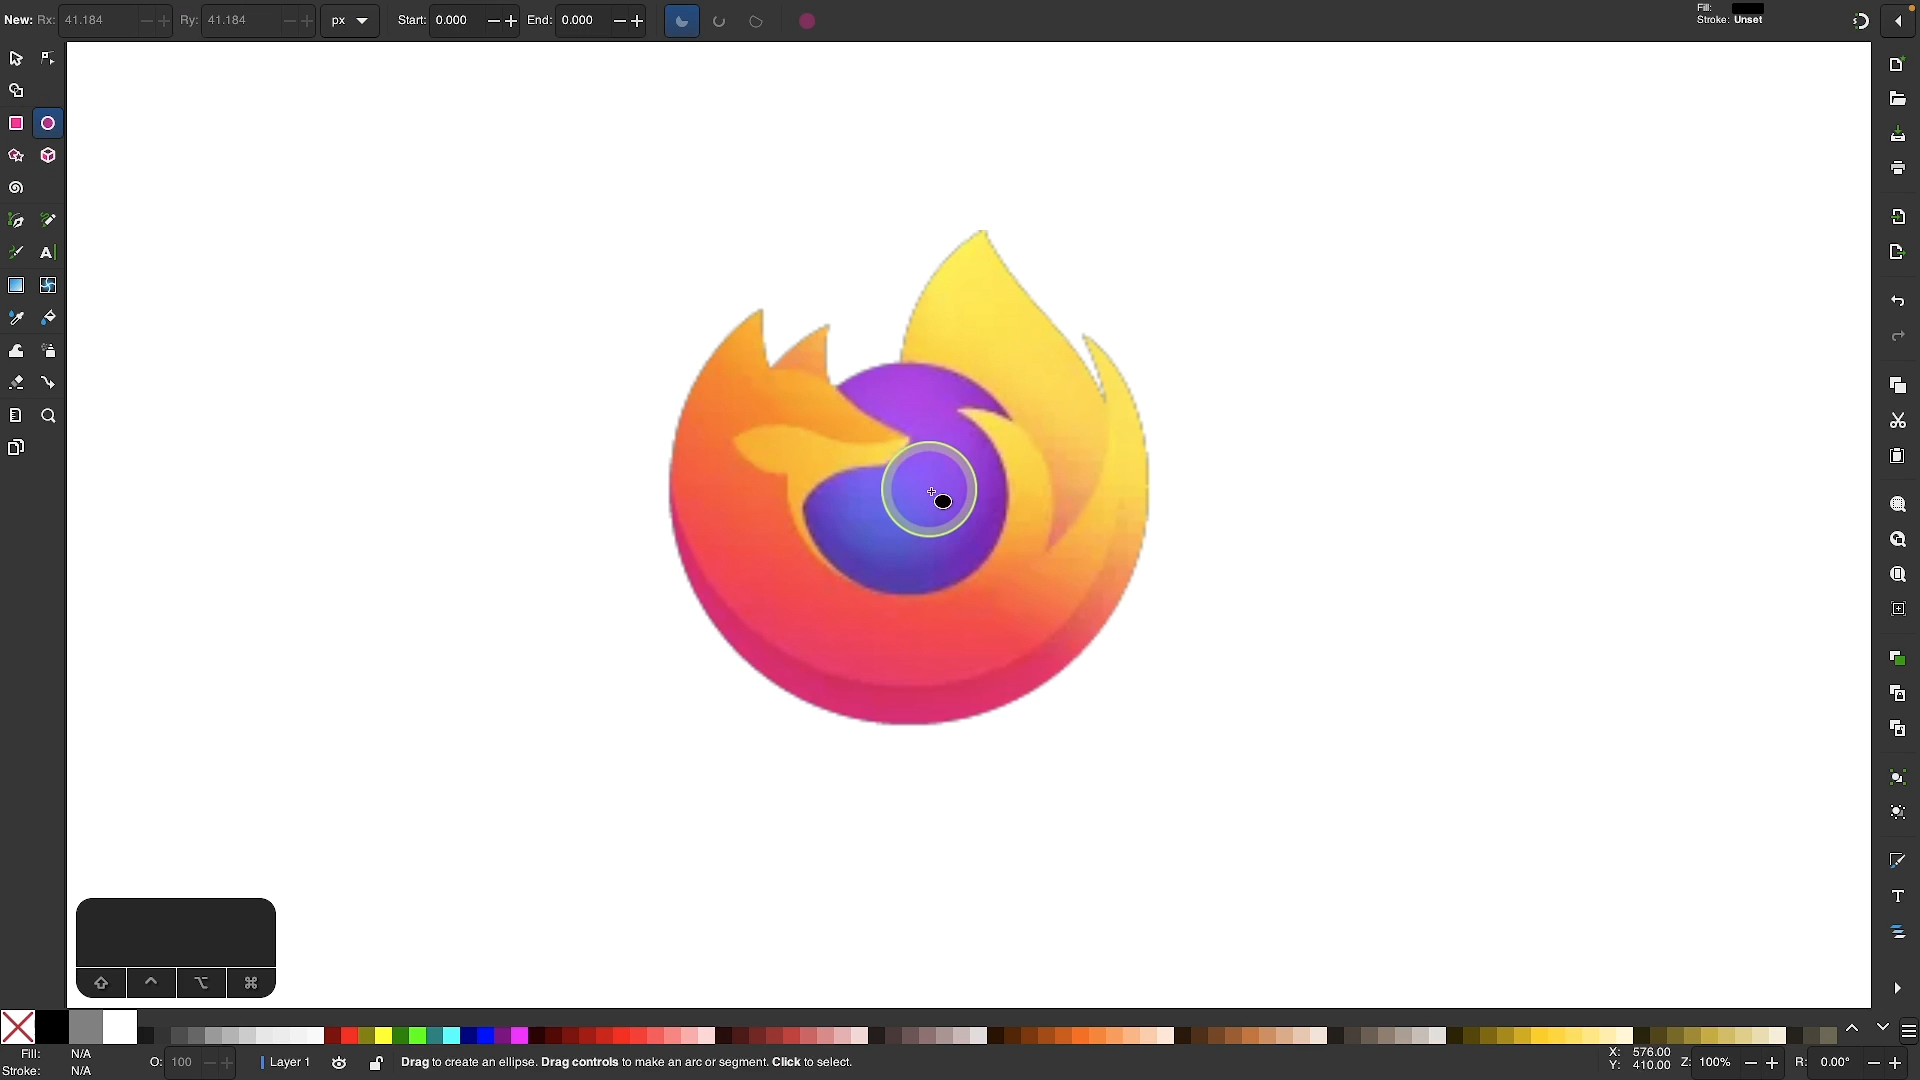 New: Rx: 41.184 Ry: 41.184 px Start: 0.000 End: 0.000
Fill:
Stroke: Unset
A
T
Fill: N/A
Stroke: N/A
O: 100
Layer 1
Drag to create an ellipse. Drag controls to make an arc or segment. Click to select.
X: 576.00
Y: 410.00
Z: 100%
R: 0.00°